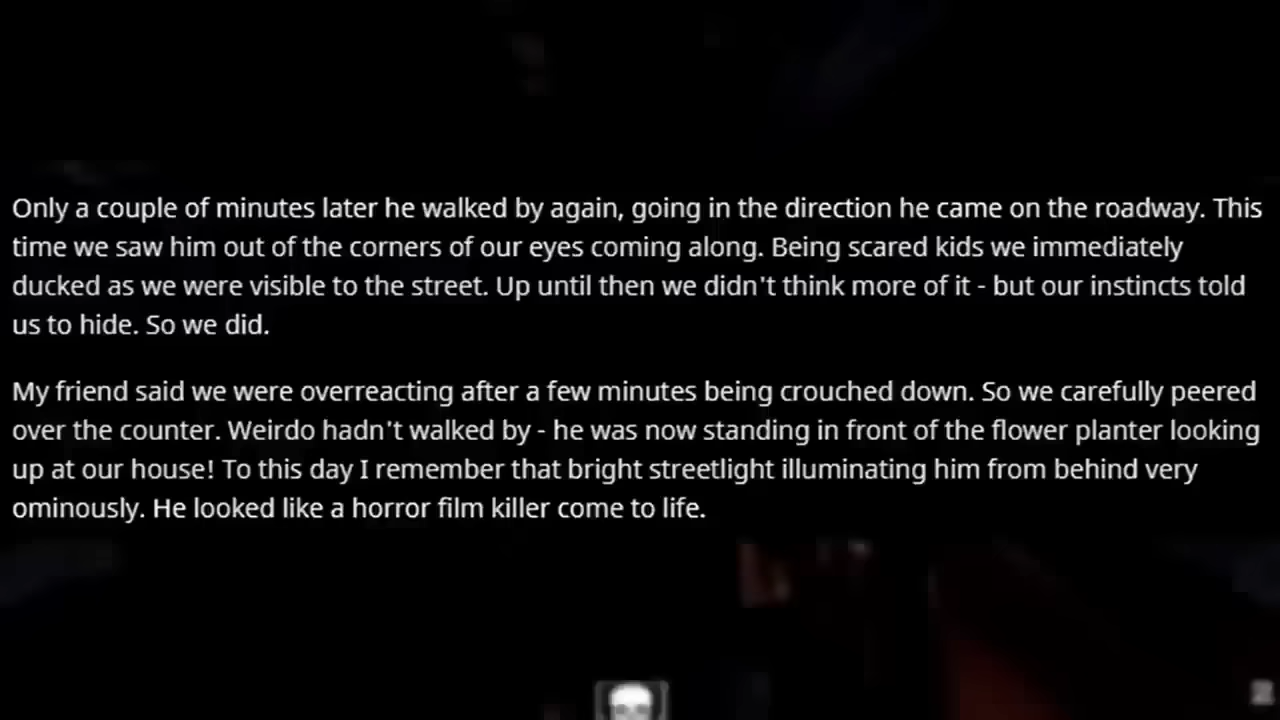 Only a couple of minutes later he walked by again, going in the direction he came on the roadway. This
time we saw him out of the corners of our eyes coming along. Being scared kids we immediately
ducked as we were visible to the street. Up until then we didn't think more of it - but our instincts told
us to hide. So we did.
My friend said we were overreacting after a few minutes being crouched down. So we carefully peered
over the counter. Weirdo hadn't walked by - he was now standing in front of the flower planter looking
up at our house! To this day I remember that bright streetlight illuminating him from behind very
ominously. He looked like a horror film killer come to life.